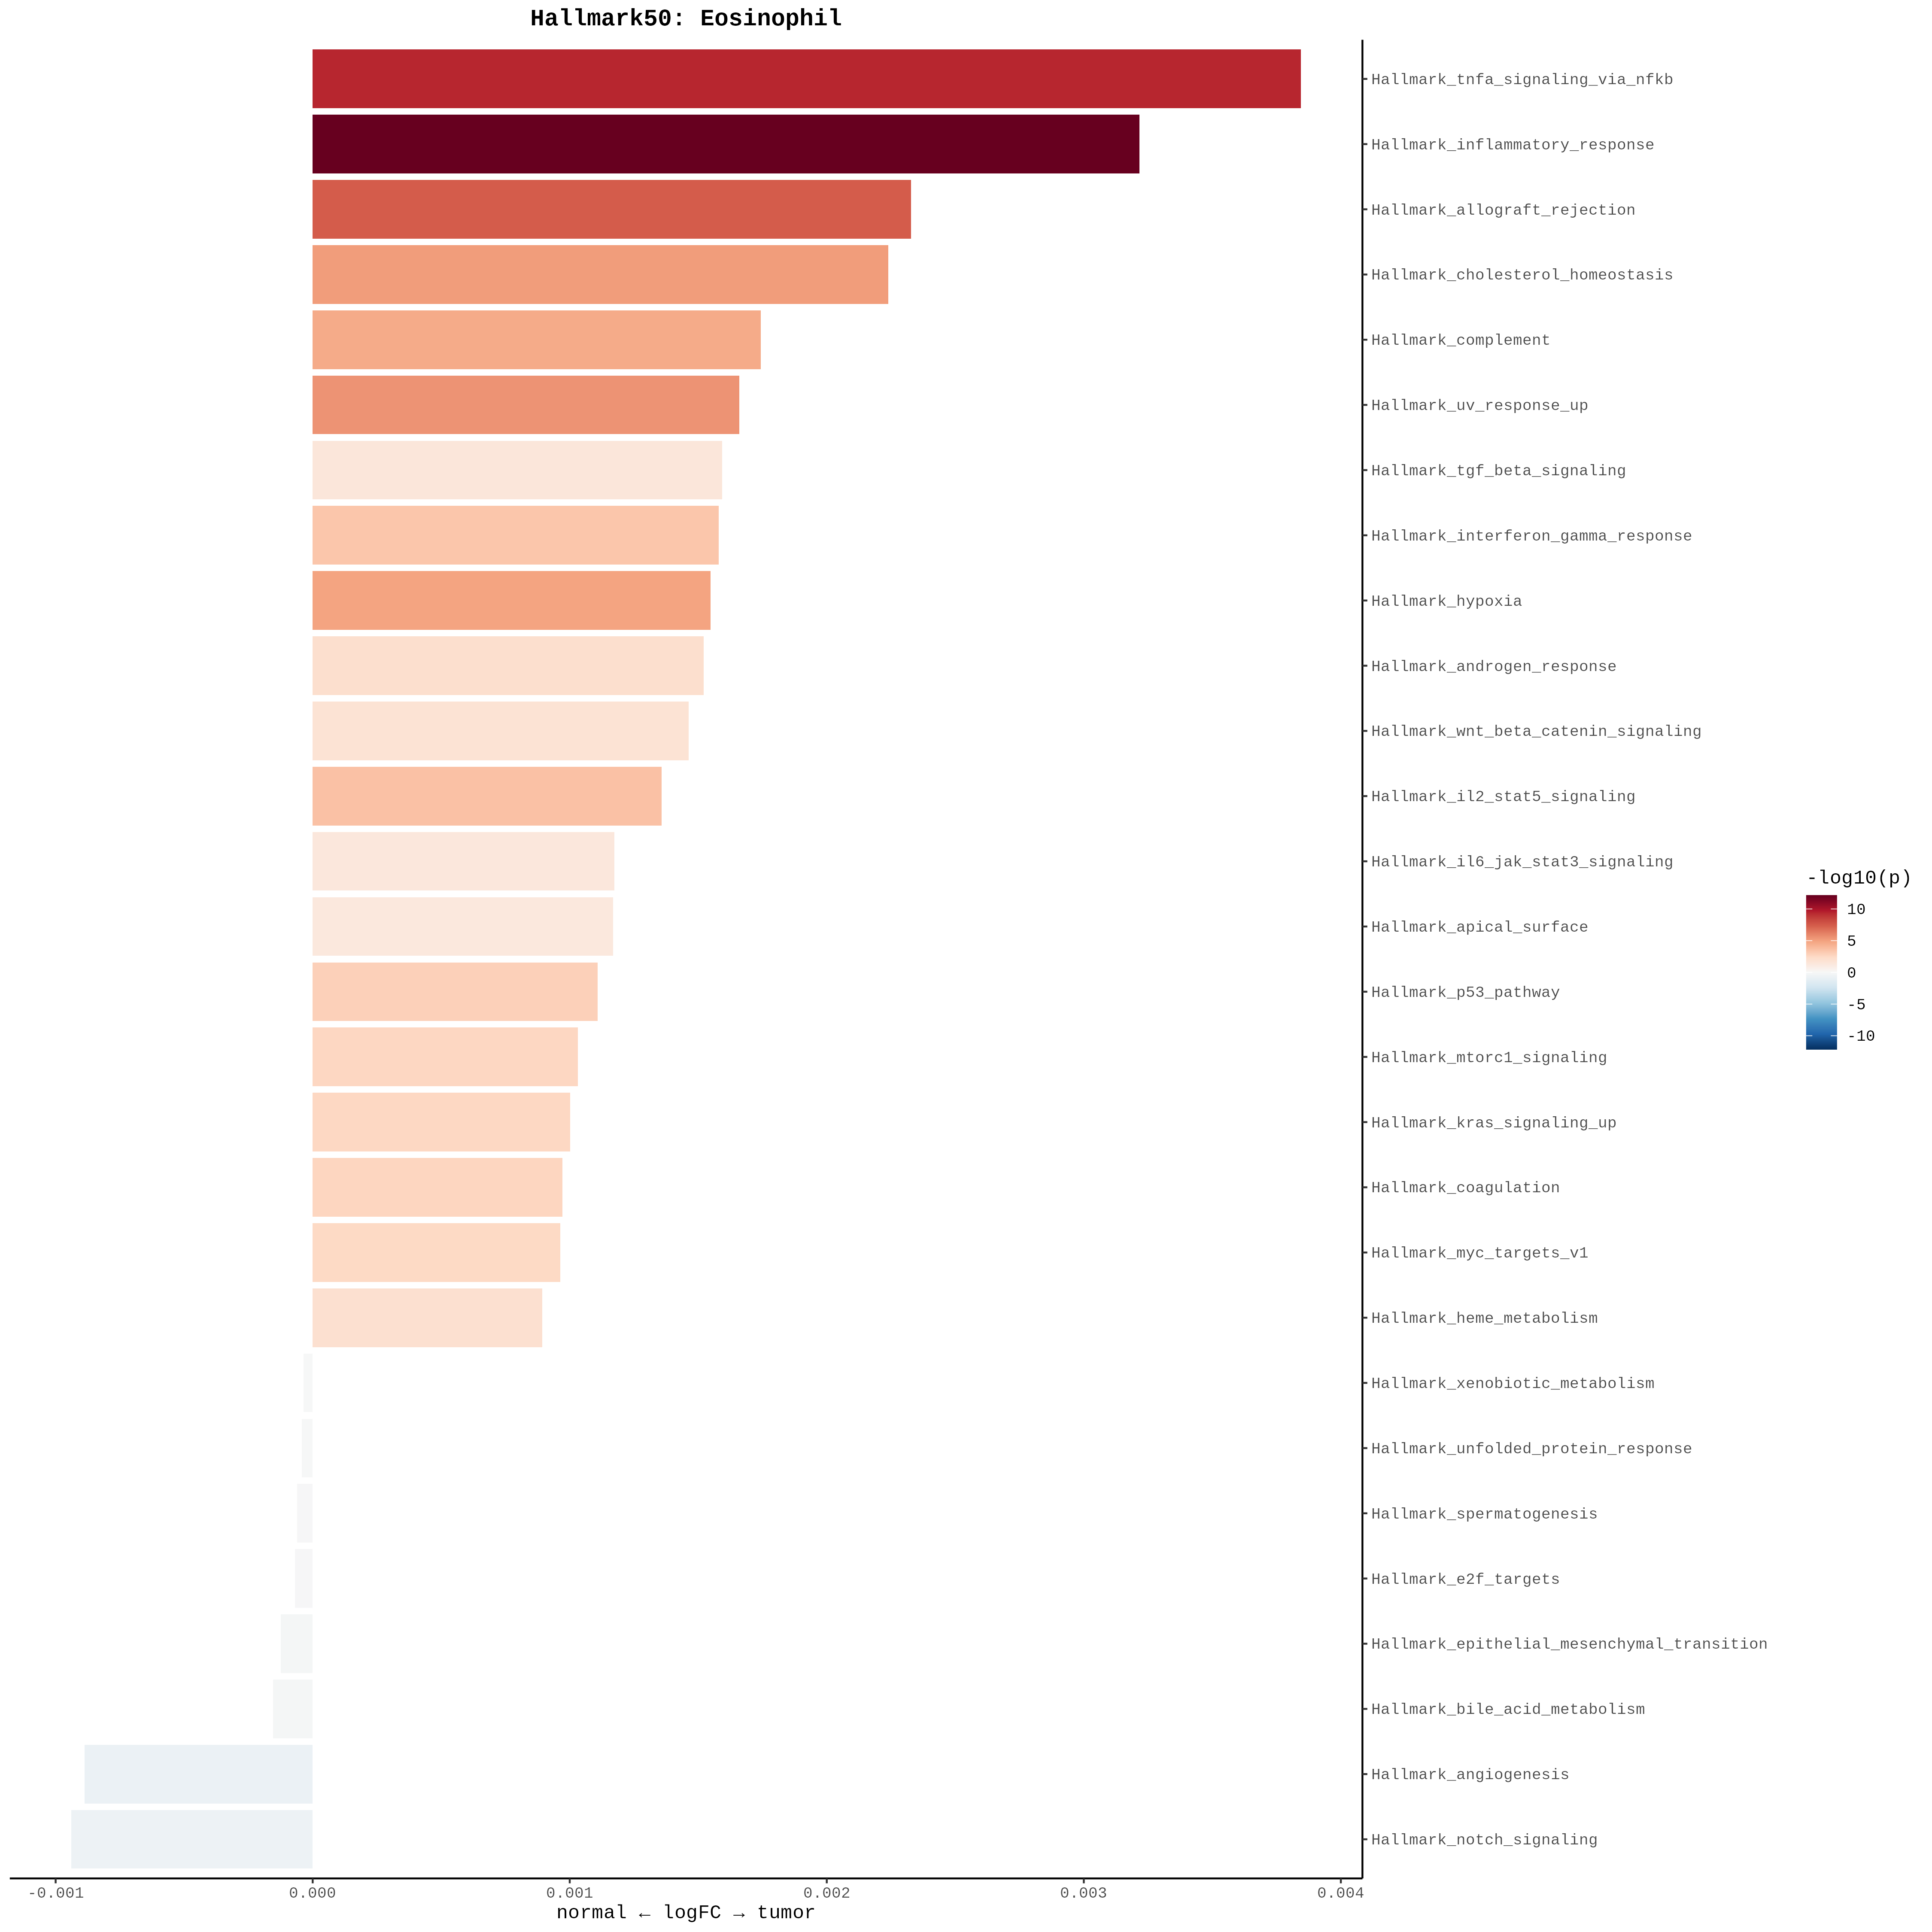 Hallmark50: Eosinophil
Hallmark_tnfa_signaling_via_nfkb
Hallmark_inflammatory_response
Hallmark_allograft_rejection
Hallmark_cholesterol_homeostasis
Hallmark_complement
Hallmark_uv_response_up
Hallmark_tgf_beta_signaling
Hallmark_interferon_gamma_response
Hallmark_hypoxia
Hallmark_androgen_response
Hallmark_wnt_beta_catenin_signaling
Hallmark_il2_stat5_signaling
Hallmark_il6_jak_stat3_signaling
Hallmark_apical_surface
Hallmark_p53_pathway
Hallmark_mtorc1_signaling
Hallmark_kras_signaling_up
Hallmark_coagulation
Hallmark_myc_targets_v1
Hallmark_heme_metabolism
Hallmark_xenobiotic_metabolism
Hallmark_unfolded_protein_response
Hallmark_spermatogenesis
Hallmark_e2f_targets
Hallmark_epithelial_mesenchymal_transition
Hallmark_bile_acid_metabolism
Hallmark_angiogenesis
Hallmark_notch_signaling
-0.001 0.000 0.001 0.002 0.003 0.004
normal ← logFC → tumor
-log10(p)
10
5
0
-5
-10